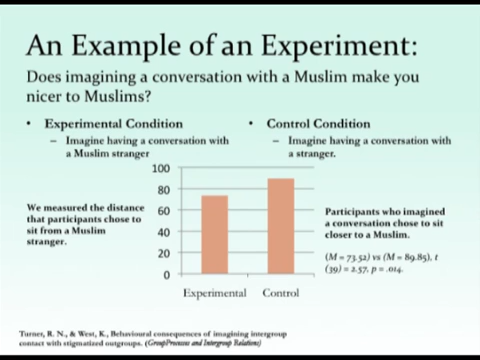 An Example of an Experiment:
Does imagining a conversation with a Muslim make you
nicer to Muslims?
• Experimental Condition
– Imagine having a conversation with
a Muslim stranger
• Control Condition
– Imagine having a conversation with
a stranger.
We measured the distance
that participants chose to
sit from a Muslim
stranger.
100
80
60
40
20
0
Experimental
Control
Participants who imagined
a conversation chose to sit
closer to a Muslim.
(M = 73.52) vs (M = 89.85), t
(39) = 2.57, p = .014.
Turner, R. N., & West, K., Behavioural consequences of imagining intergroup
contact with stigmatized outgroups. (Group Processes and Intergroup Relations)